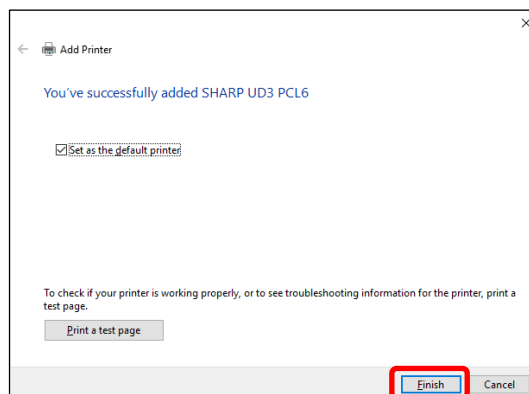 Add Printer
You've successfully added SHARP UD3 PCL6
Set as the default printer
To check if your printer is working properly, or to see troubleshooting information for the printer, print a
test page.
Print a test page
Finish
Cancel